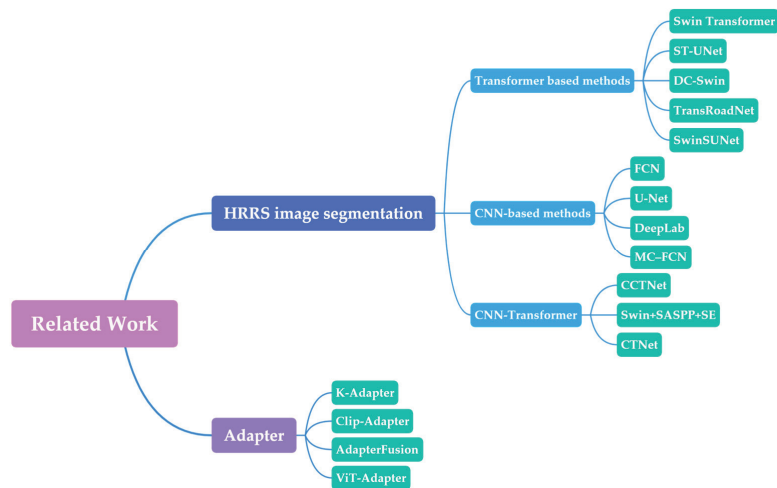 Related Work
HRRS image segmentation
Transformer based methods
Swin Transformer
ST-UNet
DC-Swin
TransRoadNet
SwinSUNet
CNN-based methods
FCN
U-Net
DeepLab
MC–FCN
CNN-Transformer
CCTNet
Swin+SASPP+SE
CTNet
Adapter
K-Adapter
Clip-Adapter
AdapterFusion
ViT-Adapter